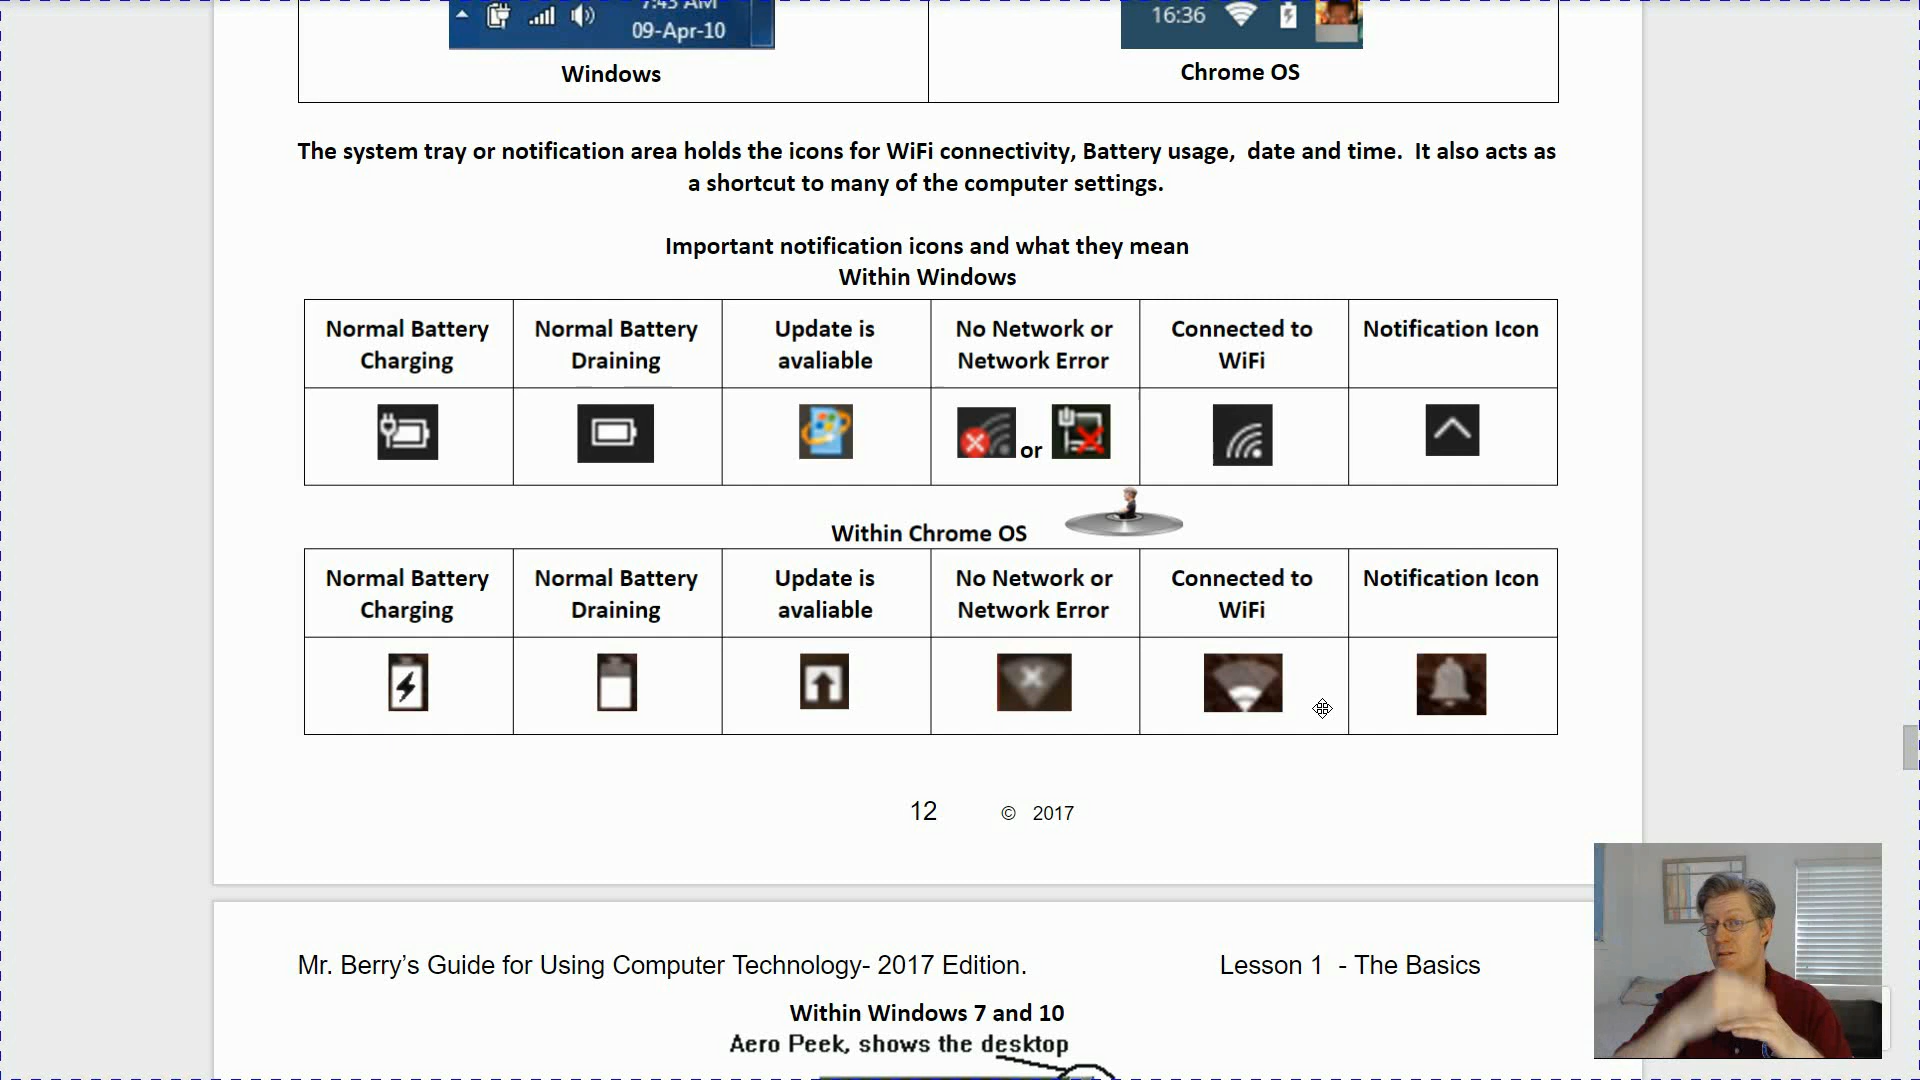 7:43 AM
09-Apr-10
16:36
Windows
Chrome OS
The system tray or notification area holds the icons for WiFi connectivity, Battery usage,  date and time.  It also acts as
a shortcut to many of the computer settings.
Important notification icons and what they mean
Within Windows
Normal Battery
Charging
Normal Battery
Draining
Update is
avaliable
No Network or
Network Error
Connected to
WiFi
Notification Icon
or
Within Chrome OS
Normal Battery
Charging
Normal Battery
Draining
Update is
avaliable
No Network or
Network Error
Connected to
WiFi
Notification Icon
12 © 2017
Mr. Berry’s Guide for Using Computer Technology- 2017 Edition.
Lesson 1  - The Basics
Within Windows 7 and 10
Aero Peek, shows the desktop